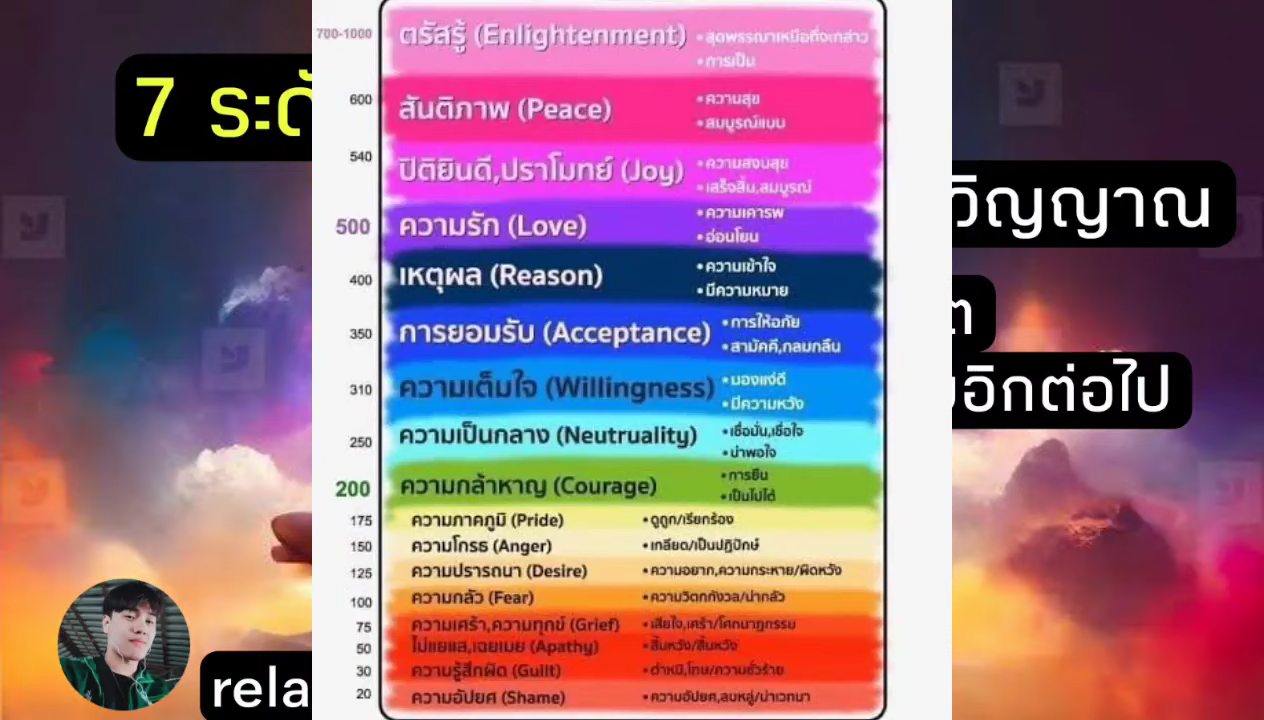 7 ระดั
วิญญาณ
ต
อีกต่อไป
rela
700-1000 ตรัสรู้ (Enlightenment) • สุดพรรณาเหนือที่จะกล่าว
• การเป็น
600 สันติภาพ (Peace) • ความสุข
• สมบูรณ์แบบ
540 ปิติยินดี,ปราโมทย์ (Joy) • ความสงบสุข
• เสร็จสิ้น,สมบูรณ์
500 ความรัก (Love) • ความเคารพ
• อ่อนโยน
400 เหตุผล (Reason) • ความเข้าใจ
• มีความหมาย
350 การยอมรับ (Acceptance) • การให้อภัย
• สามัคคี,กลมกลืน
310 ความเต็มใจ (Willingness) • มองแง่ดี
• มีความหวัง
250 ความเป็นกลาง (Neutruality) • เชื่อมั่น,เชื่อใจ
• น่าพอใจ
200 ความกล้าหาญ (Courage) • การยืน
• เป็นไปได้
175 ความภาคภูมิ (Pride) • ดูถูก/เรียกร้อง
150 ความโกรธ (Anger) • เกลียด/เป็นปฏิปักษ์
125 ความปรารถนา (Desire) • ความอยาก,ความกระหาย/ผิดหวัง
100 ความกลัว (Fear) • ความวิตกกังวล/น่ากลัว
75 ความเศร้า,ความทุกข์ (Grief) • เสียใจ,เศร้า/โศกนาฏกรรม
50 ไม่แยแส,เฉยเมย (Apathy) • สิ้นหวัง/สิ้นหวัง
30 ความรู้สึกผิด (Guilt) • ตำหนิ,โทษ/ความชั่วร้าย
20 ความอัปยศ (Shame) • ความอัปยศ,ลบหลู่/น่าเวทนา